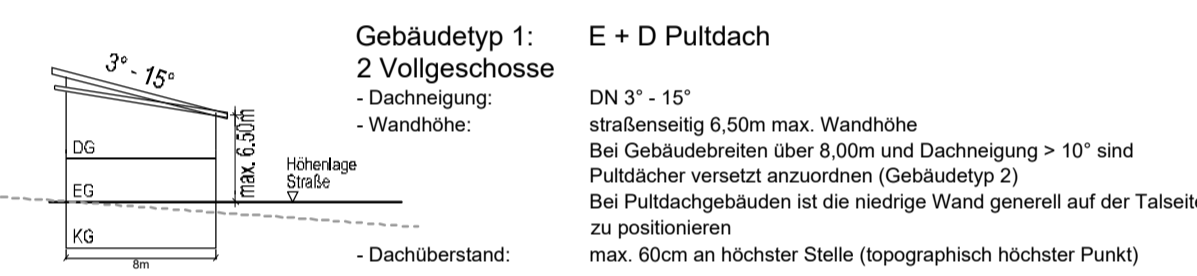 Gebäudetyp 1: E + D Pultdach
2 Vollgeschosse
- Dachneigung: DN 3° - 15°
- Wandhöhe: straßenseitig 6,50m max. Wandhöhe
Bei Gebäudebreiten über 8,00m und Dachneigung > 10° sind
Pultdächer versetzt anzuordnen (Gebäudetyp 2)
Bei Pultdachgebäuden ist die niedrige Wand generell auf der Talseite
zu positionieren
- Dachüberstand: max. 60cm an höchster Stelle (topographisch höchster Punkt)
3° - 15°
DG
EG
KG
8m
max. 6.50m
Höhenlage
Straße